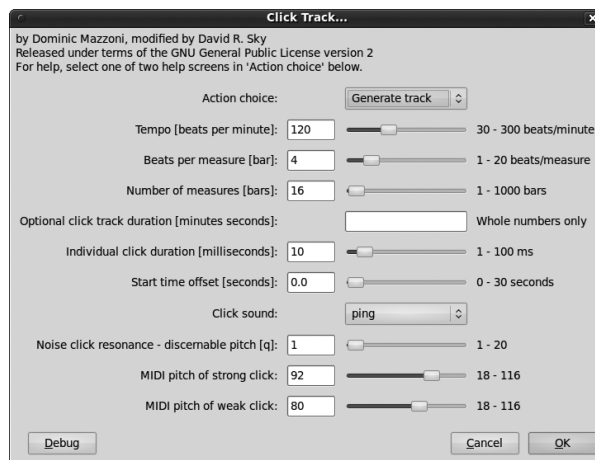 Click Track...
by Dominic Mazzoni, modified by David R. Sky
Released under terms of the GNU General Public License version 2
For help, select one of two help screens in 'Action choice' below.
Action choice: Generate track
Tempo [beats per minute]: 120 30 - 300 beats/minute
Beats per measure [bar]: 4 1 - 20 beats/measure
Number of measures [bars]: 16 1 - 1000 bars
Optional click track duration [minutes seconds]: Whole numbers only
Individual click duration [milliseconds]: 10 1 - 100 ms
Start time offset [seconds]: 0.0 0 - 30 seconds
Click sound: ping
Noise click resonance - discernable pitch [q]: 1 1 - 20
MIDI pitch of strong click: 92 18 - 116
MIDI pitch of weak click: 80 18 - 116
Debug Cancel OK